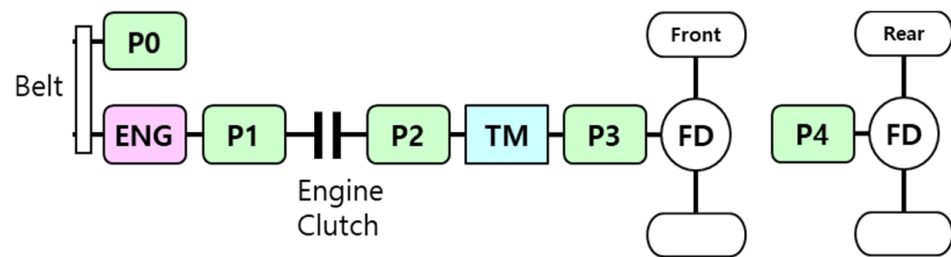 P0
Front
Rear
Belt
ENG
P1
P2
TM
P3
FD
P4
FD
Engine
Clutch